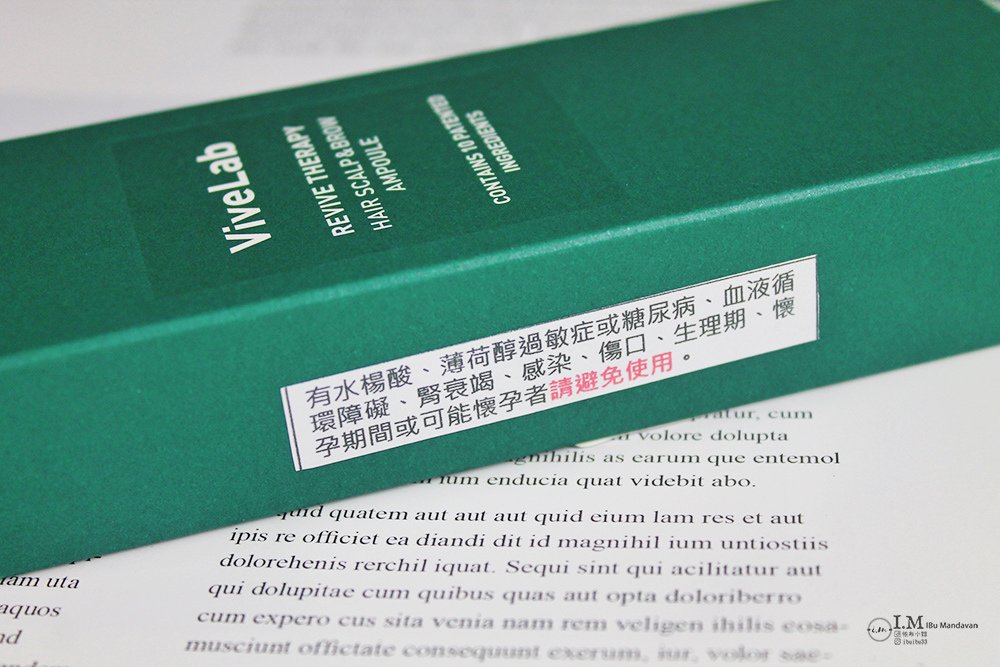 ViveLab
REVIVE THERAPY
HAIR SCALP & BROW
AMPOULE
CONTAINS 10 PATENTED
INGREDIENTS
有水楊酸、薄荷醇過敏症或糖尿病、血液循
環障礙、腎衰竭、感染、傷口、生理期、懷
孕期間或可能懷孕者請避免使用。
cum
volore dolupta
as earum que entemol
enducia quat videbit abo.
quid quatem aut aut aut quid eium lam res et aut
ipis re officiet ea diandi dit id magnihil ium untiostiis
dolorehenis rerchil iquat. Sequi sint qui acilitatur aut
qui dolupitae cum quibus quas aut opta doloriberro
cum expero cus sita venia nam rem veligen ihilis eosa-
musciunt offictate consequunt exerum, iur, volor sae-
uta
aquos
I.M IBu Mandavan
i.m.
ibuibu33